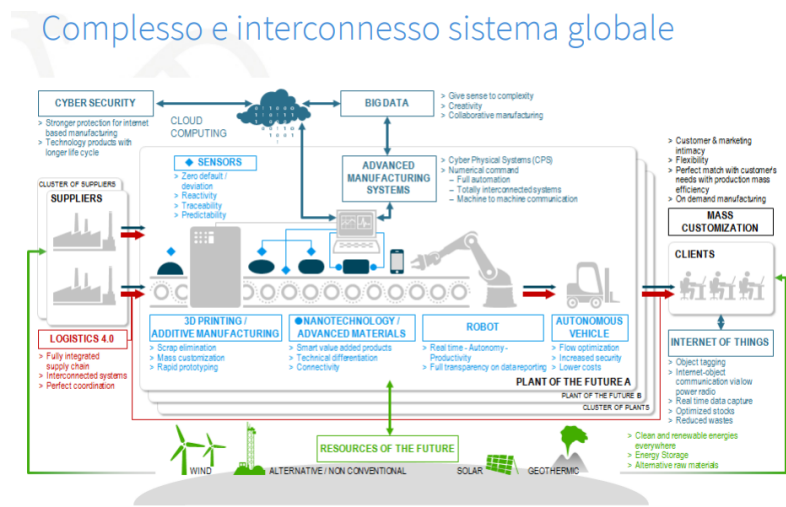 Complesso e interconnesso sistema globale
CYBER SECURITY
> Stronger protection for internet
based manufacturing
> Technology products with
longer life cycle
CLOUD
COMPUTING
BIG DATA
> Give sense to complexity
> Creativity
> Collaborative manufacturing
SENSORS
> Zero default /
deviation
> Reactivity
> Traceability
> Predictability
ADVANCED
MANUFACTURING
SYSTEMS
> Cyber Physical Systems (CPS)
> Numerical command
– Full automation
– Totally interconnected systems
– Machine to machine communication
> Customer & marketing
intimacy
> Flexibility
> Perfect match with customer's
needs with production mass
efficiency
> On demand manufacturing
MASS
CUSTOMIZATION
CLUSTER OF SUPPLIERS
SUPPLIERS
CLIENTS
LOGISTICS 4.0
> Fully integrated
supply chain
> Interconnected systems
> Perfect coordination
3D PRINTING /
ADDITIVE MANUFACTURING
> Scrap elimination
> Mass customization
> Rapid prototyping
NANOTECHNOLOGY /
ADVANCED MATERIALS
> Smart value added products
> Technical differentiation
> Connectivity
ROBOT
> Real time - Autonomy -
Productivity
> Full transparency on data reporting
AUTONOMOUS
VEHICLE
> Flow optimization
> Increased security
> Lower costs
PLANT OF THE FUTURE A
PLANT OF THE FUTURE B
CLUSTER OF PLANTS
INTERNET OF THINGS
> Object tagging
> Internet-object
communication via low
power radio
> Real time data capture
> Optimized stocks
> Reduced wastes
RESOURCES OF THE FUTURE
> Clean and renewable energies
everywhere
> Energy Storage
> Alternative raw materials
WIND
ALTERNATIVE / NON CONVENTIONAL
SOLAR
GEOTHERMIC